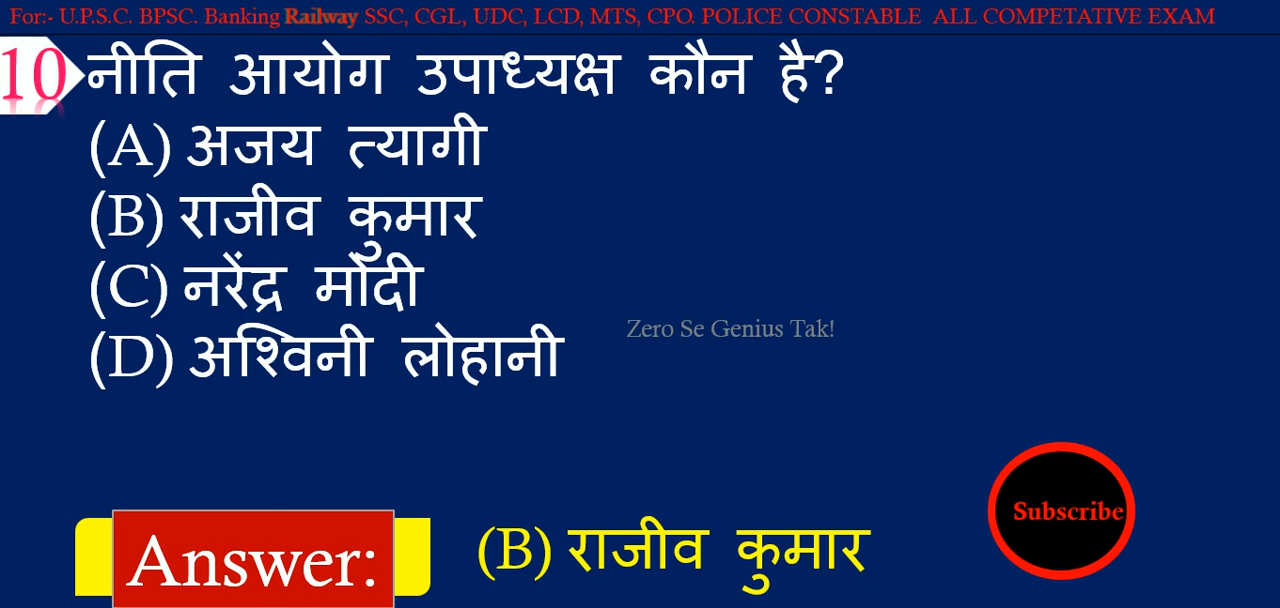 For:- U.P.S.C. BPSC. Banking Railway SSC, CGL, UDC, LCD, MTS, CPO. POLICE CONSTABLE ALL COMPETATIVE EXAM
10 नीति आयोग उपाध्यक्ष कौन है?
(A) अजय त्यागी
(B) राजीव कुमार
(C) नरेंद्र मोदी
(D) अश्विनी लोहानी
Zero Se Genius Tak!
Subscribe
Answer: (B) राजीव कुमार